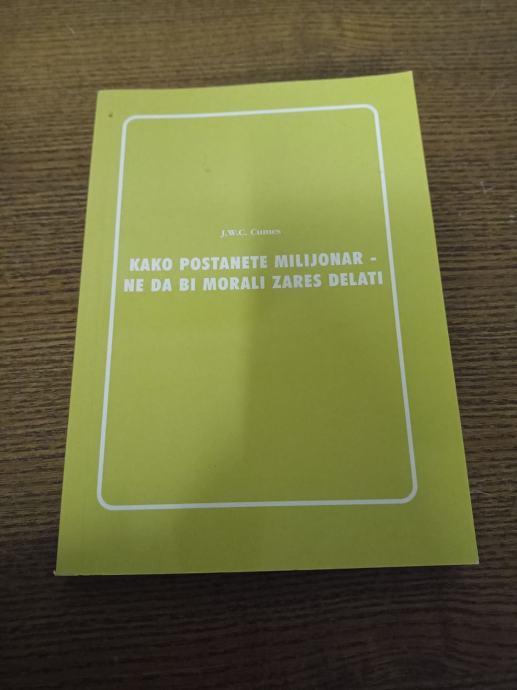 J.W.C. Cumes
KAKO POSTANETE MILIJONAR -
NE DA BI MORALI ZARES DELATI